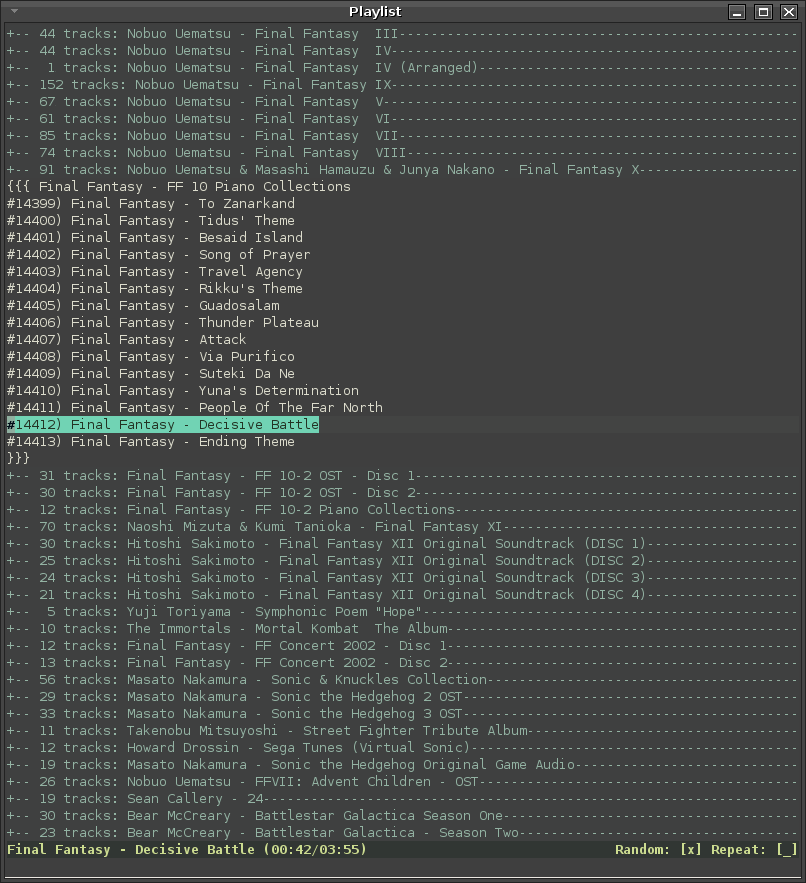 Playlist
+-- 44 tracks: Nobuo Uematsu - Final Fantasy  III--------------------------------------------------
+-- 44 tracks: Nobuo Uematsu - Final Fantasy  IV---------------------------------------------------
+--  1 tracks: Nobuo Uematsu - Final Fantasy  IV (Arranged)----------------------------------------
+-- 152 tracks: Nobuo Uematsu - Final Fantasy IX---------------------------------------------------
+-- 67 tracks: Nobuo Uematsu - Final Fantasy  V----------------------------------------------------
+-- 61 tracks: Nobuo Uematsu - Final Fantasy  VI---------------------------------------------------
+-- 85 tracks: Nobuo Uematsu - Final Fantasy  VII--------------------------------------------------
+-- 74 tracks: Nobuo Uematsu - Final Fantasy  VIII-------------------------------------------------
+-- 91 tracks: Nobuo Uematsu & Masashi Hamauzu & Junya Nakano - Final Fantasy X--------------------
{{{ Final Fantasy - FF 10 Piano Collections
#14399) Final Fantasy - To Zanarkand
#14400) Final Fantasy - Tidus' Theme
#14401) Final Fantasy - Besaid Island
#14402) Final Fantasy - Song of Prayer
#14403) Final Fantasy - Travel Agency
#14404) Final Fantasy - Rikku's Theme
#14405) Final Fantasy - Guadosalam
#14406) Final Fantasy - Thunder Plateau
#14407) Final Fantasy - Attack
#14408) Final Fantasy - Via Purifico
#14409) Final Fantasy - Suteki Da Ne
#14410) Final Fantasy - Yuna's Determination
#14411) Final Fantasy - People Of The Far North
#14412) Final Fantasy - Decisive Battle
#14413) Final Fantasy - Ending Theme
}}}
+-- 31 tracks: Final Fantasy - FF 10-2 OST - Disc 1------------------------------------------------
+-- 30 tracks: Final Fantasy - FF 10-2 OST - Disc 2------------------------------------------------
+-- 12 tracks: Final Fantasy - FF 10-2 Piano Collections-------------------------------------------
+-- 70 tracks: Naoshi Mizuta & Kumi Tanioka - Final Fantasy XI-------------------------------------
+-- 30 tracks: Hitoshi Sakimoto - Final Fantasy XII Original Soundtrack (DISC 1)-------------------
+-- 25 tracks: Hitoshi Sakimoto - Final Fantasy XII Original Soundtrack (DISC 2)-------------------
+-- 24 tracks: Hitoshi Sakimoto - Final Fantasy XII Original Soundtrack (DISC 3)-------------------
+-- 21 tracks: Hitoshi Sakimoto - Final Fantasy XII Original Soundtrack (DISC 4)-------------------
+--  5 tracks: Yuji Toriyama - Symphonic Poem "Hope"-----------------------------------------------
+-- 10 tracks: The Immortals - Mortal Kombat  The Album--------------------------------------------
+-- 12 tracks: Final Fantasy - FF Concert 2002 - Disc 1--------------------------------------------
+-- 13 tracks: Final Fantasy - FF Concert 2002 - Disc 2--------------------------------------------
+-- 56 tracks: Masato Nakamura - Sonic & Knuckles Collection---------------------------------------
+-- 29 tracks: Masato Nakamura - Sonic the Hedgehog 2 OST------------------------------------------
+-- 33 tracks: Masato Nakamura - Sonic the Hedgehog 3 OST------------------------------------------
+-- 11 tracks: Takenobu Mitsuyoshi - Street Fighter Tribute Album----------------------------------
+-- 12 tracks: Howard Drossin - Sega Tunes (Virtual Sonic)-----------------------------------------
+-- 19 tracks: Masato Nakamura - Sonic the Hedgehog Original Game Audio----------------------------
+-- 26 tracks: Nobuo Uematsu - FFVII: Advent Children - OST----------------------------------------
+-- 19 tracks: Sean Callery - 24-------------------------------------------------------------------
+-- 30 tracks: Bear McCreary - Battlestar Galactica Season One-------------------------------------
+-- 23 tracks: Bear McCreary - Battlestar Galactica - Season Two-----------------------------------
Final Fantasy - Decisive Battle (00:42/03:55) Random: [x] Repeat: [_]